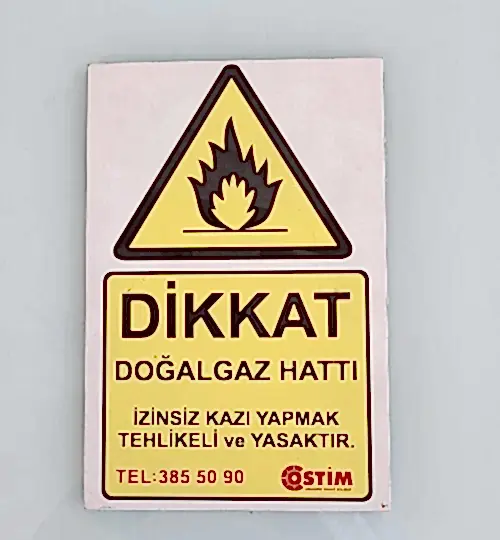 DİKKAT
DOĞALGAZ HATTI
İZİNSİZ KAZI YAPMAK
TEHLİKELİ ve YASAKTIR.
TEL:385 50 90 OSTİM